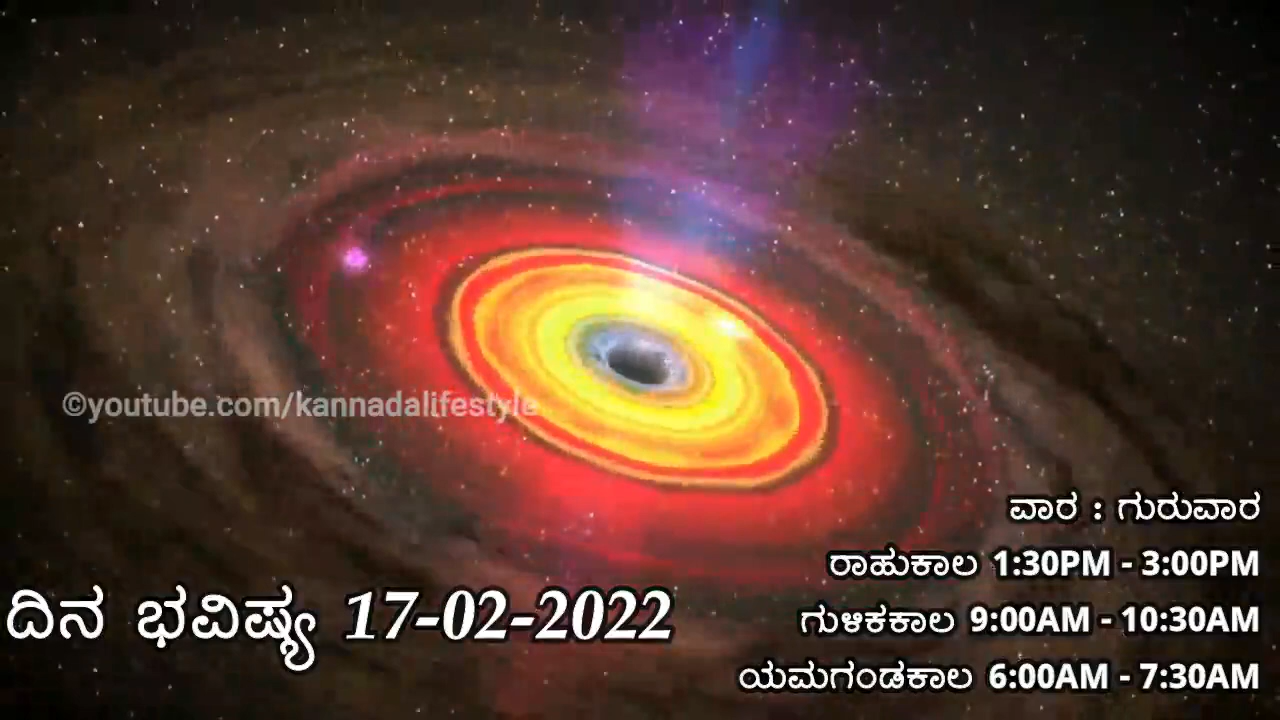 ©youtube.com/kannadalifestyle
ವಾರ : ಗುರುವಾರ
ರಾಹುಕಾಲ 1:30PM - 3:00PM
ಗುಳಿಕಕಾಲ 9:00AM - 10:30AM
ಯಮಗಂಡಕಾಲ 6:00AM - 7:30AM
ದಿನ ಭವಿಷ್ಯ 17-02-2022